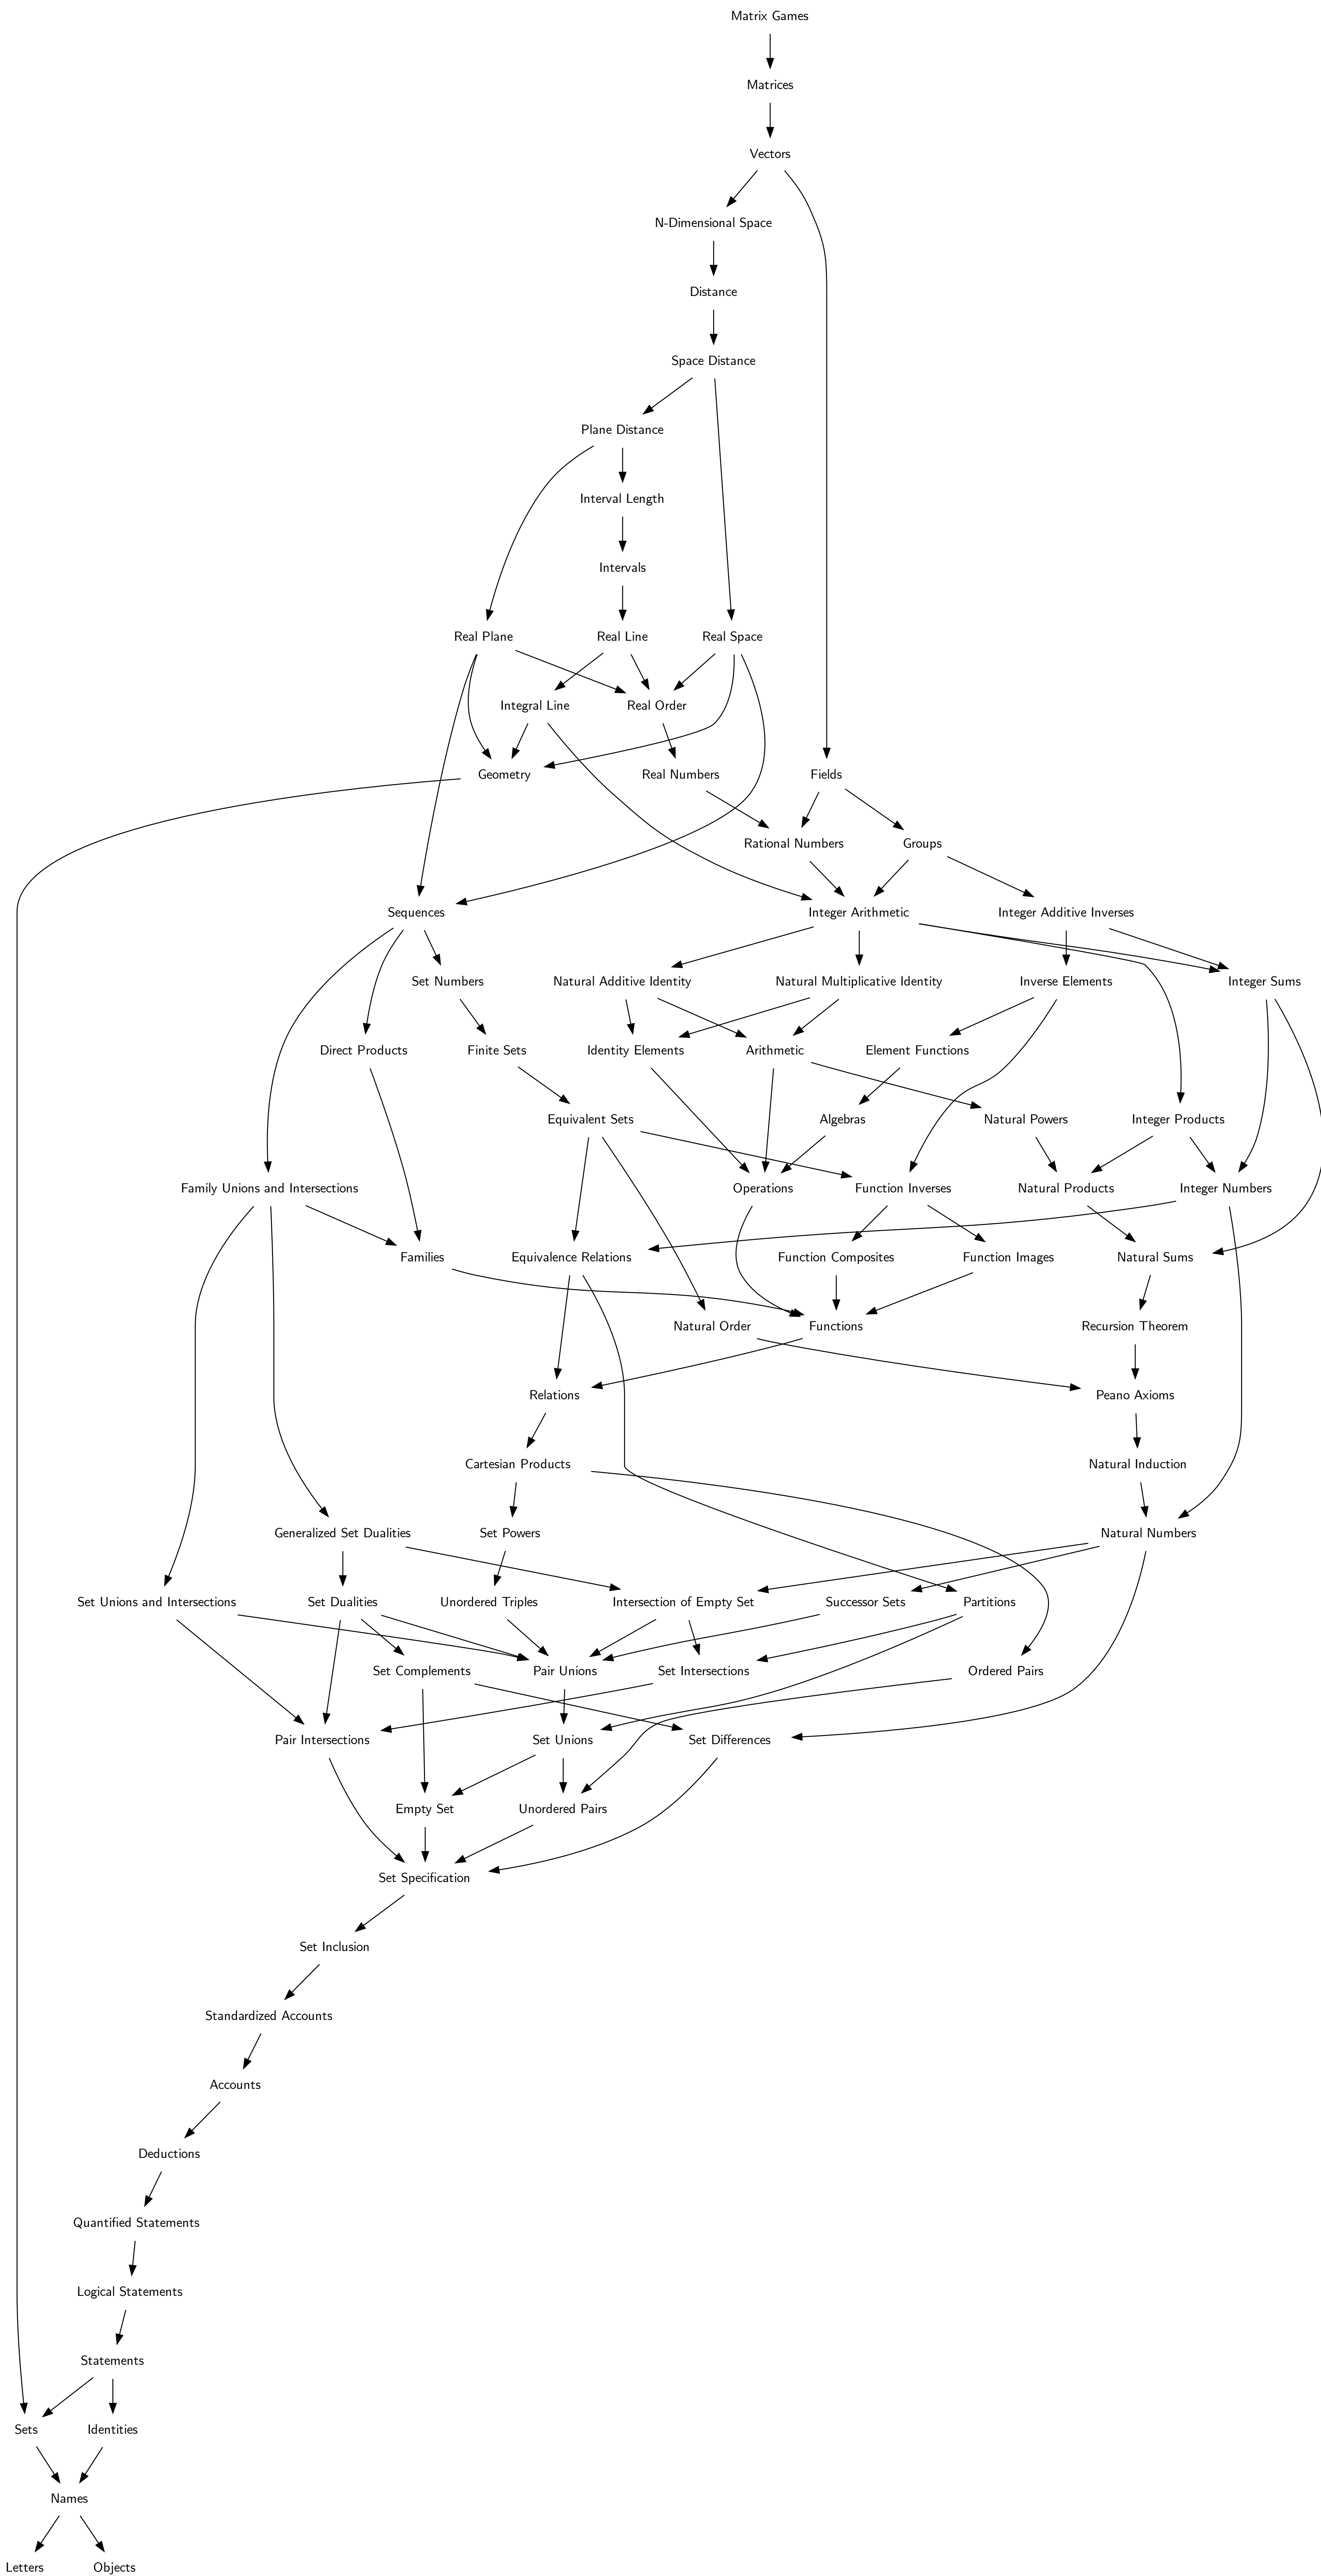 Matrix Games
Matrices
Vectors
N-Dimensional Space
Distance
Space Distance
Plane Distance
Interval Length
Intervals
Real Plane
Real Line
Real Space
Integral Line
Real Order
Geometry
Real Numbers
Fields
Rational Numbers
Groups
Sequences
Integer Arithmetic
Integer Additive Inverses
Set Numbers
Natural Additive Identity
Natural Multiplicative Identity
Inverse Elements
Integer Sums
Direct Products
Finite Sets
Identity Elements
Arithmetic
Element Functions
Equivalent Sets
Algebras
Natural Powers
Integer Products
Family Unions and Intersections
Operations
Function Inverses
Natural Products
Integer Numbers
Families
Equivalence Relations
Function Composites
Function Images
Natural Sums
Natural Order
Functions
Recursion Theorem
Relations
Peano Axioms
Cartesian Products
Natural Induction
Generalized Set Dualities
Set Powers
Natural Numbers
Set Unions and Intersections
Set Dualities
Unordered Triples
Intersection of Empty Set
Successor Sets
Partitions
Set Complements
Pair Unions
Set Intersections
Ordered Pairs
Pair Intersections
Set Unions
Set Differences
Empty Set
Unordered Pairs
Set Specification
Set Inclusion
Standardized Accounts
Accounts
Deductions
Quantified Statements
Logical Statements
Statements
Sets
Identities
Names
Letters
Objects